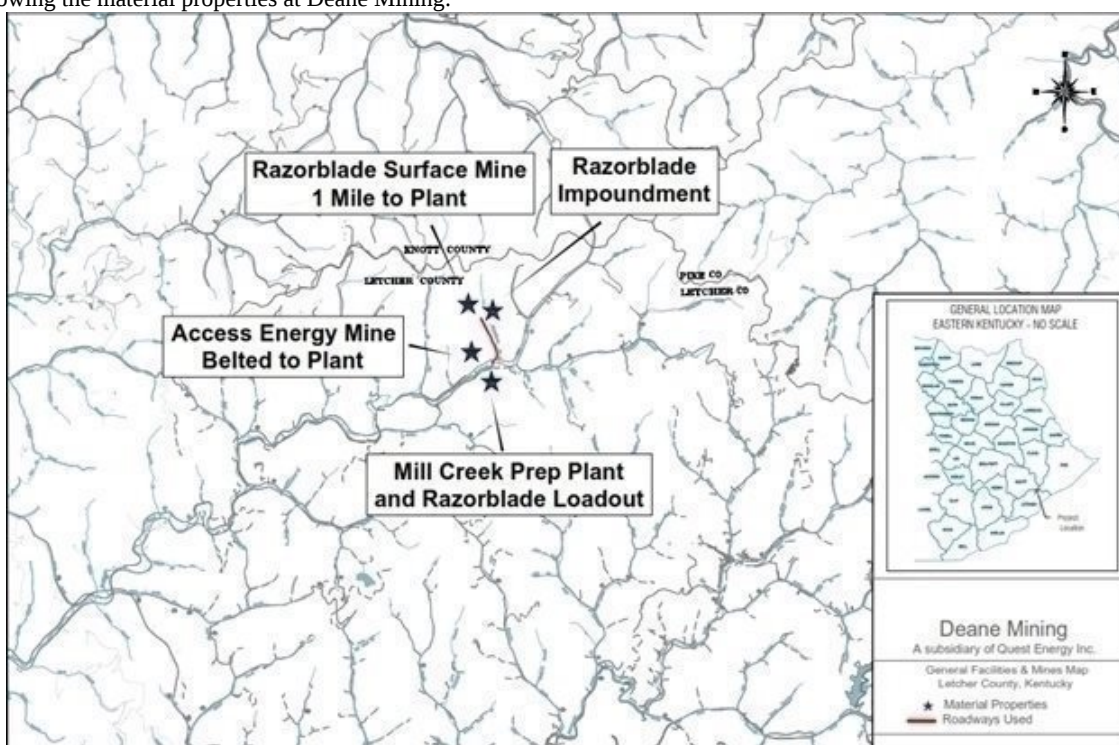 owing the material properties at Deane Mining.
Razorblade Surface Mine
1 Mile to Plant
Razorblade
Impoundment
KNOTT COUNTY
LETCHER COUNTY
PIKE CO
LETCHER CO
Access Energy Mine
Belted to Plant
Mill Creek Prep Plant
and Razorblade Loadout
GENERAL LOCATION MAP
EASTERN KENTUCKY - NO SCALE
Project
Location
Deane Mining
A subsidiary of Quest Energy Inc.
General Facilities & Mines Map
Letcher County, Kentucky
Material Properties
Roadways Used